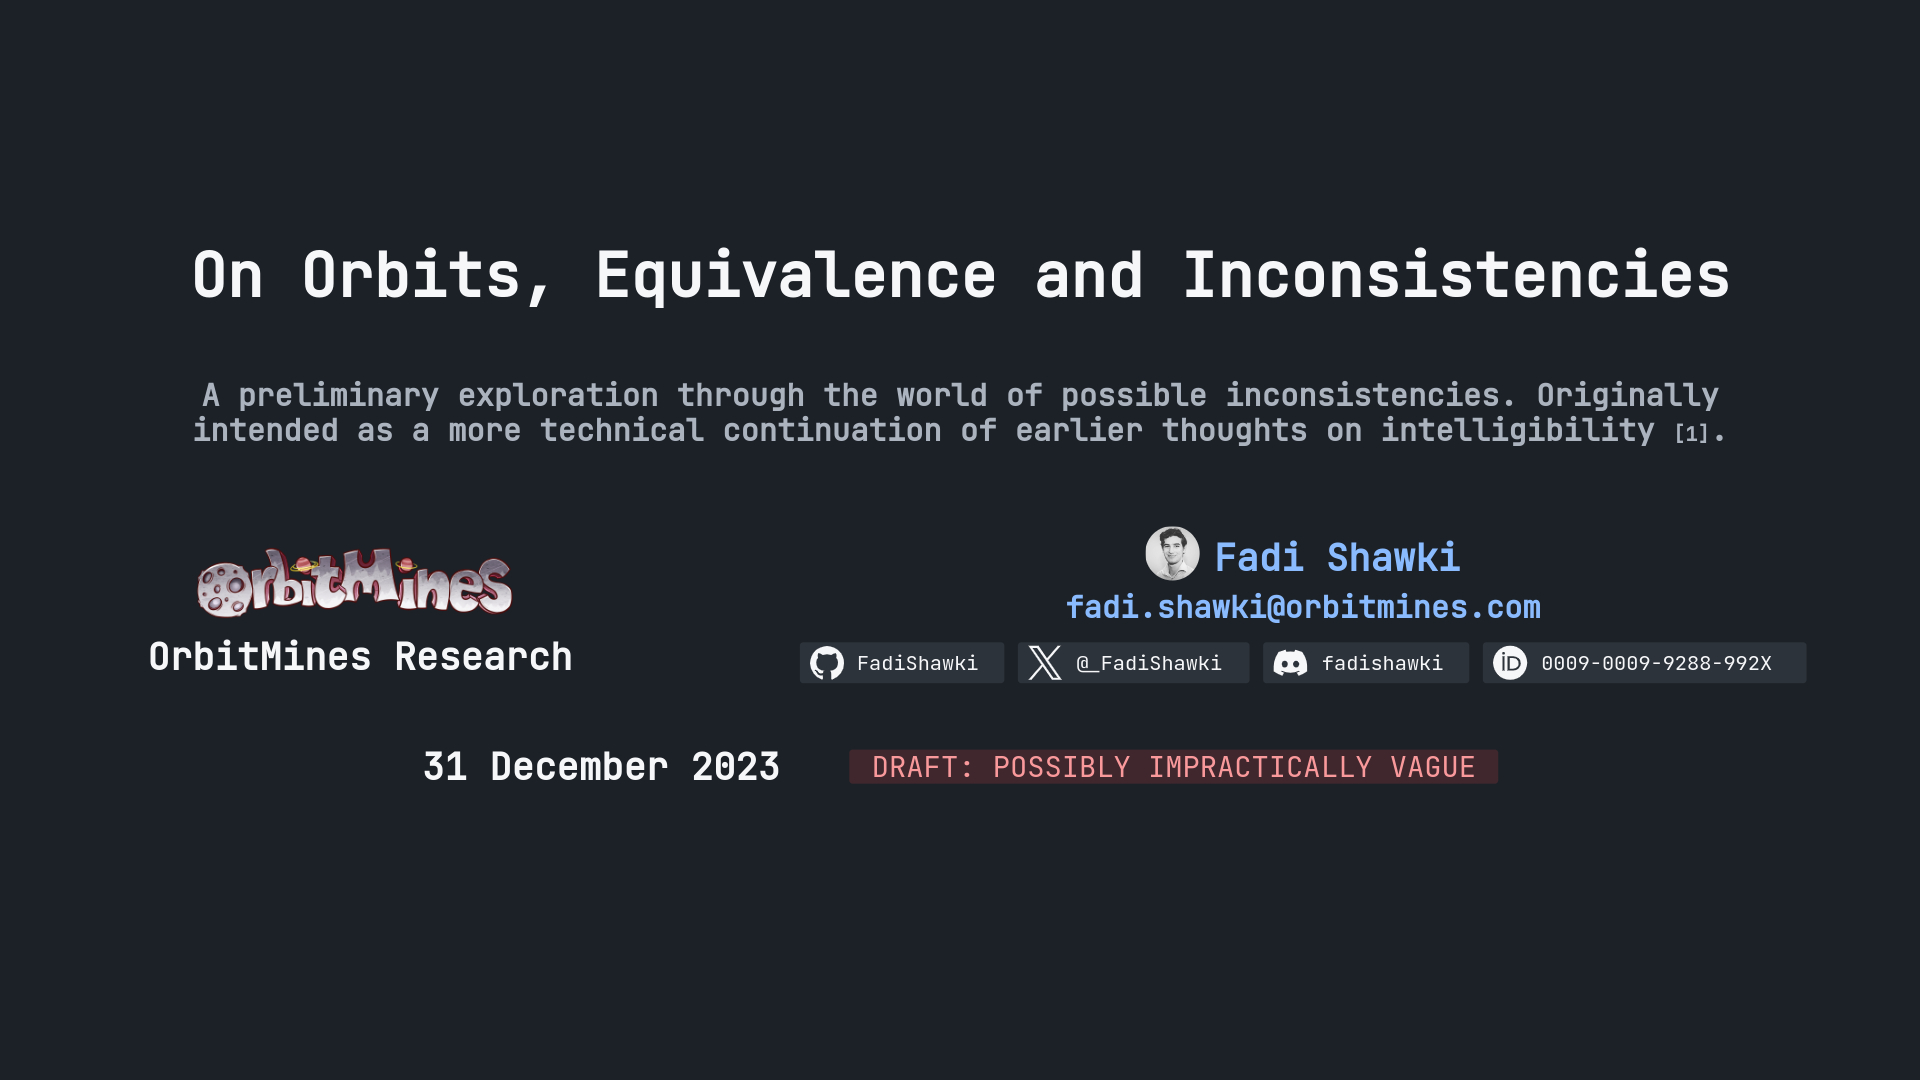 On Orbits, Equivalence and Inconsistencies
A preliminary exploration through the world of possible inconsistencies. Originally
intended as a more technical continuation of earlier thoughts on intelligibility [1].
OrbitMines
OrbitMines Research
Fadi Shawki
fadi.shawki@orbitmines.com
FadiShawki
@_FadiShawki
fadishawki
iD 0009-0009-9288-992X
31 December 2023
DRAFT: POSSIBLY IMPRACTICALLY VAGUE